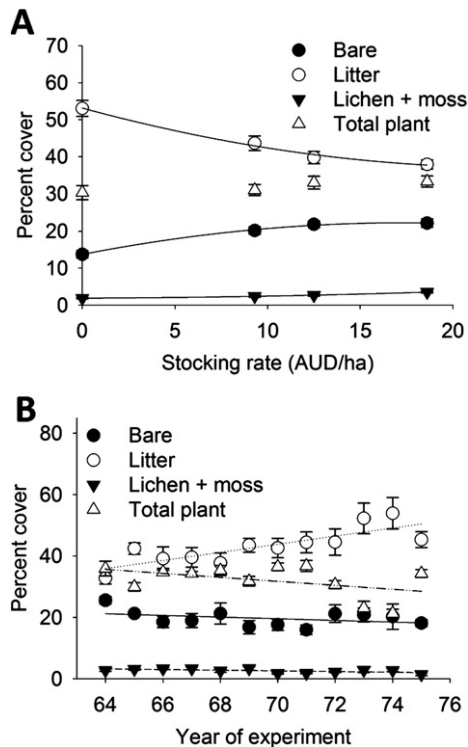 A
Bare
Litter
Lichen + moss
Total plant
70
60
50
40
30
20
10
0
Percent cover
0 5 10 15 20
Stocking rate (AUD/ha)
B
Bare
Litter
Lichen + moss
Total plant
80
60
40
20
0
Percent cover
64 66 68 70 72 74 76
Year of experiment